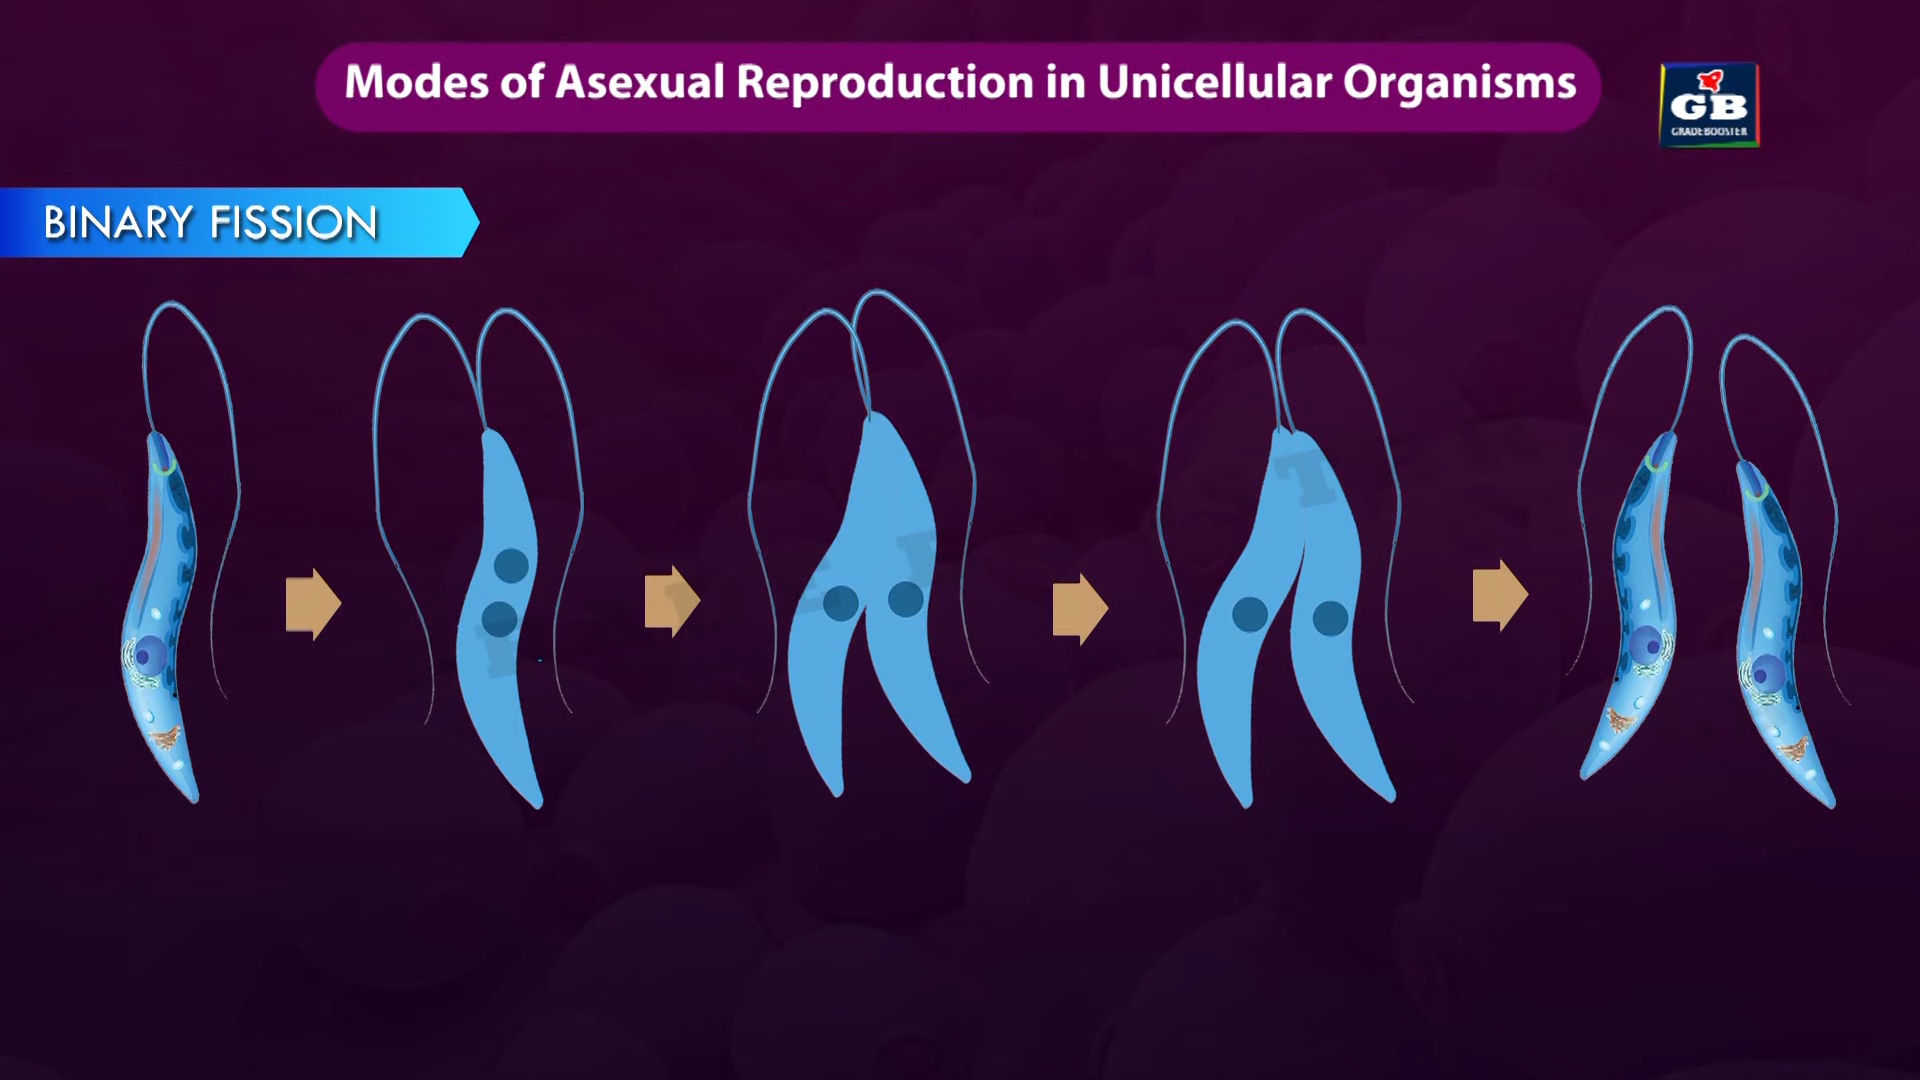 Modes of Asexual Reproduction in Unicellular Organisms
GB
GRADEBOOSTER
BINARY FISSION